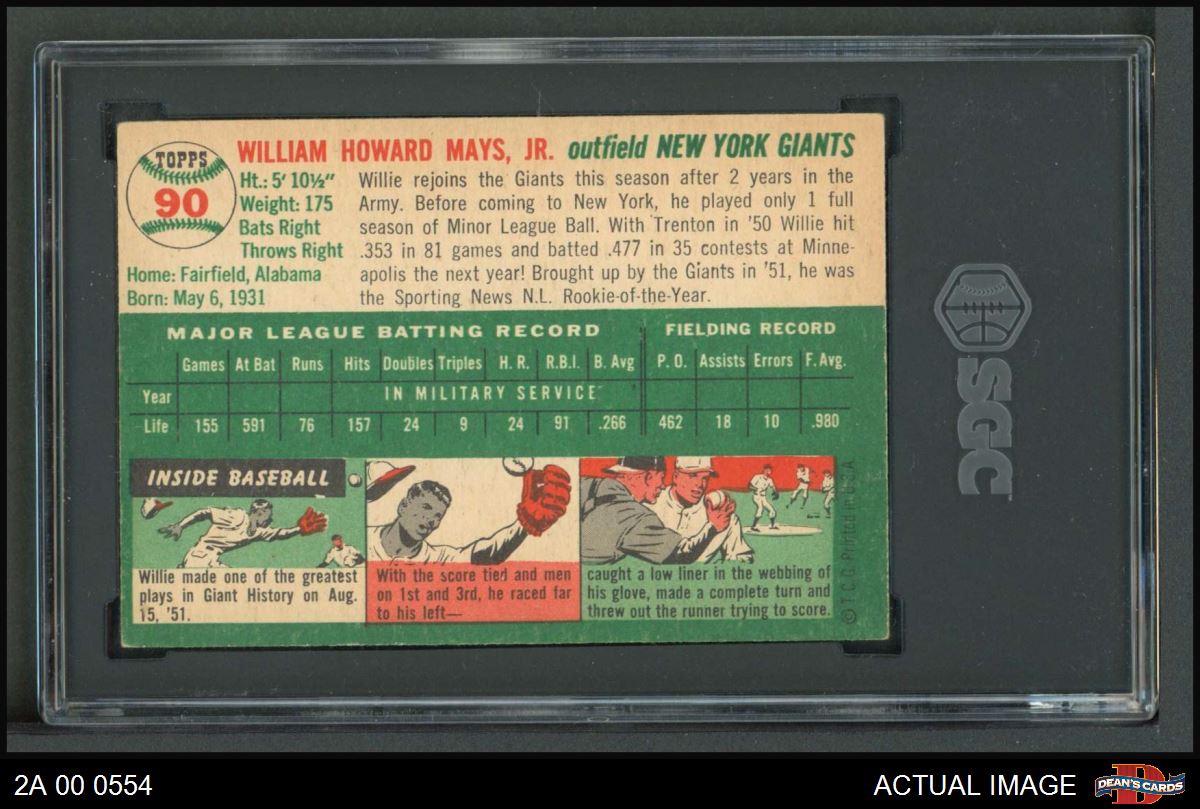 TOPPS
90
WILLIAM HOWARD MAYS, JR. outfield NEW YORK GIANTS
Ht.: 5' 10½"
Weight: 175
Bats Right
Throws Right
Home: Fairfield, Alabama
Born: May 6, 1931
Willie rejoins the Giants this season after 2 years in the
Army. Before coming to New York, he played only 1 full
season of Minor League Ball. With Trenton in '50 Willie hit
.353 in 81 games and batted .477 in 35 contests at Minne-
apolis the next year! Brought up by the Giants in '51, he was
the Sporting News N.L. Rookie-of-the-Year.
MAJOR LEAGUE BATTING RECORD FIELDING RECORD
Games At Bat Runs Hits Doubles Triples H. R. R.B.I. B. Avg P. O. Assists Errors F. Avg.
Year IN MILITARY SERVICE
Life 155 591 76 157 24 9 24 91 .266 462 18 10 .980
INSIDE BASEBALL
Willie made one of the greatest
plays in Giant History on Aug.
15, '51.
With the score tied and men
on 1st and 3rd, he raced far
to his left—
caught a low liner in the webbing of
his glove, made a complete turn and
threw out the runner trying to score.
© T.C.G. Printed in U.S.A.
SGC
2A 00 0554
ACTUAL IMAGE
D
DEAN'S CARDS